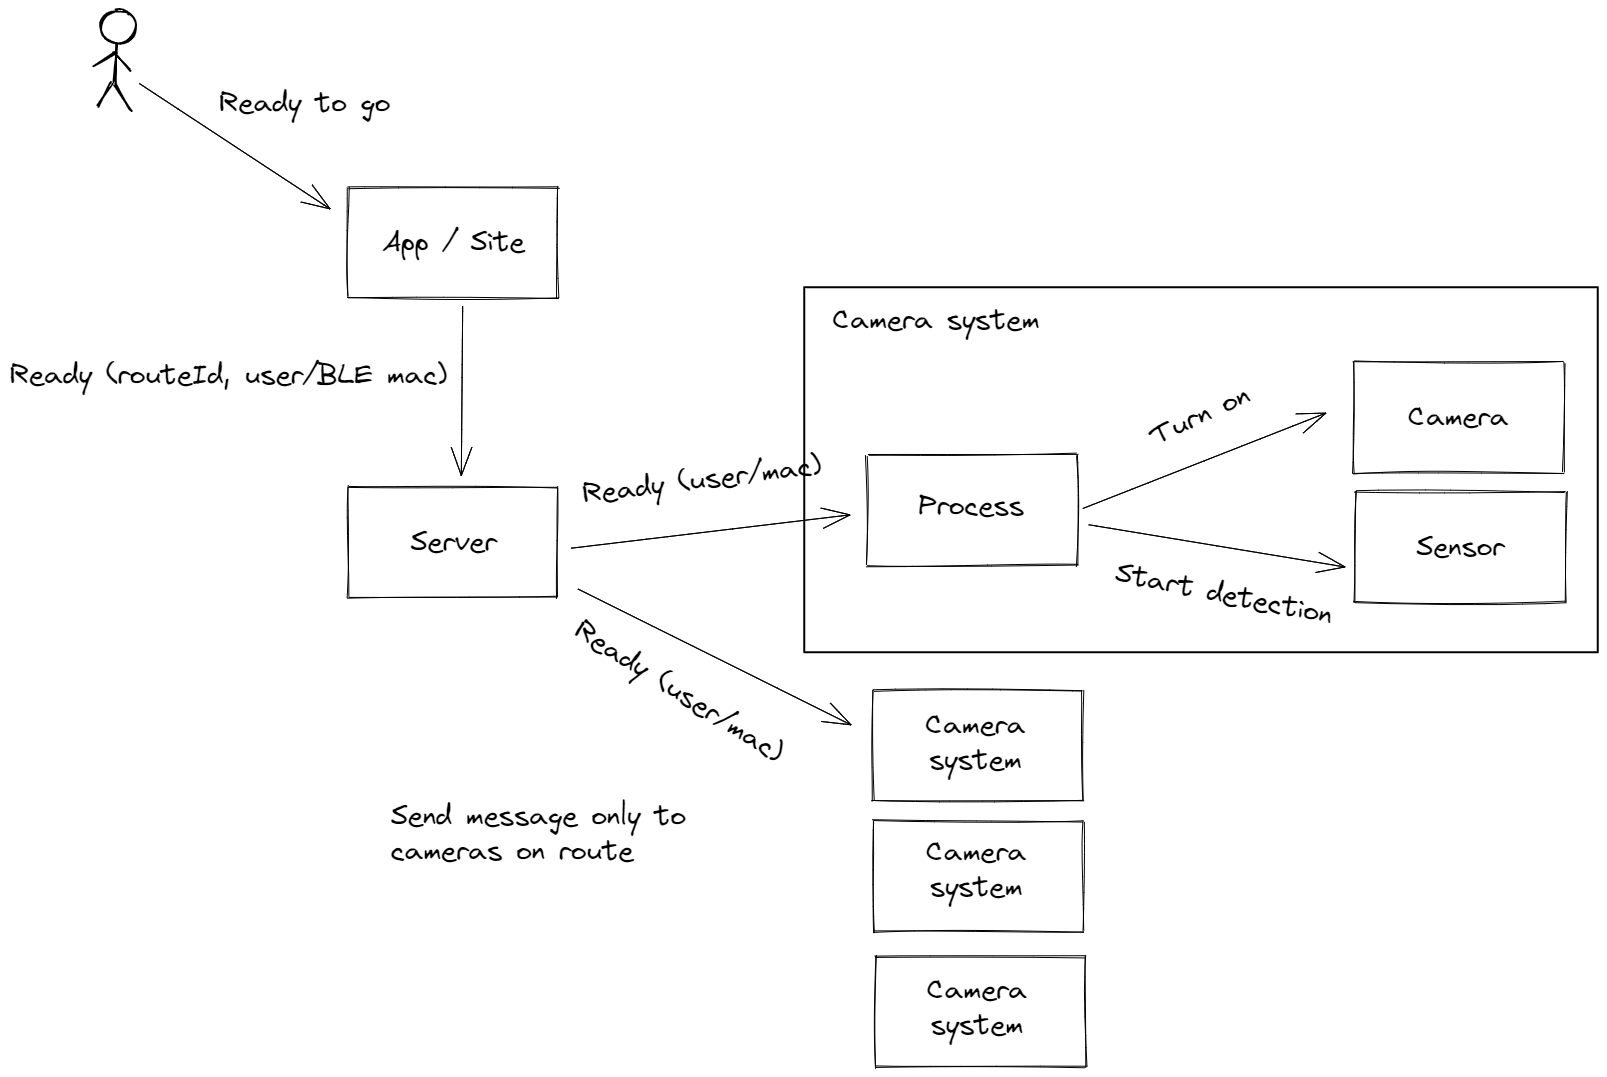 Ready to go
App / Site
Camera system
Ready (routeId, user/BLE mac)
Turn on
Camera
Ready (user/mac)
Process
Server
Sensor
Start detection
Ready (user/mac)
Camera
system
Send message only to
cameras on route
Camera
system
Camera
system